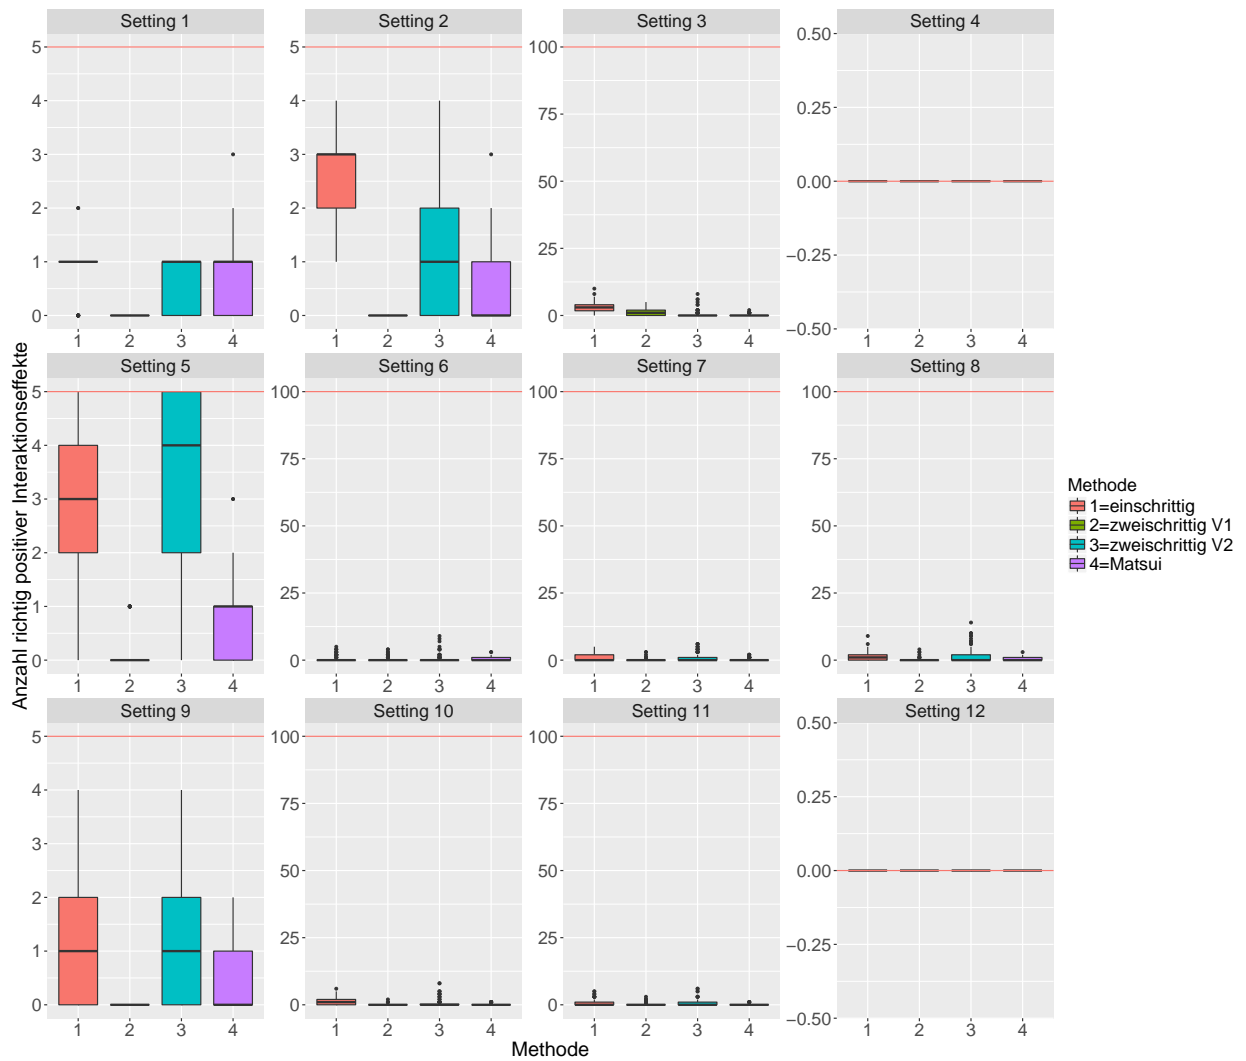 Setting 1 Setting 2 Setting 3 Setting 4
5 5 100 0.50
4 4 75 0.25
3 3 50 0.00
2 2 25 −0.25
1 1 0 −0.50
0 0
1 2 3 4 1 2 3 4 1 2 3 4 1 2 3 4
Setting 5 Setting 6 Setting 7 Setting 8
5 100 100 100
4 75 75 75
3 50 50 50
2 25 25 25
1 0 0 0
0
1 2 3 4 1 2 3 4 1 2 3 4 1 2 3 4
Setting 9 Setting 10 Setting 11 Setting 12
5 100 100 0.50
4 75 75 0.25
3 50 50 0.00
2 25 25 −0.25
1 0 0 −0.50
0
1 2 3 4 1 2 3 4 1 2 3 4 1 2 3 4
Anzahl richtig positiver Interaktionseffekte
Methode
Methode
1=einschrittig
2=zweischrittig V1
3=zweischrittig V2
4=Matsui